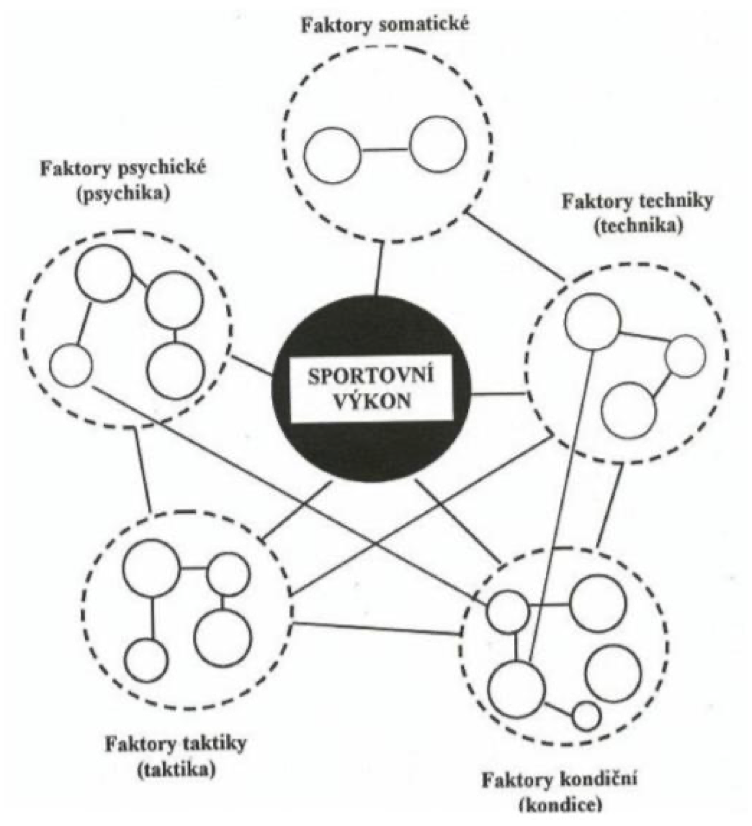 Faktory somatické
Faktory psychické
(psychika)
Faktory techniky
(technika)
SPORTOVNÍ
VÝKON
Faktory taktiky
(taktika)
Faktory kondiční
(kondice)